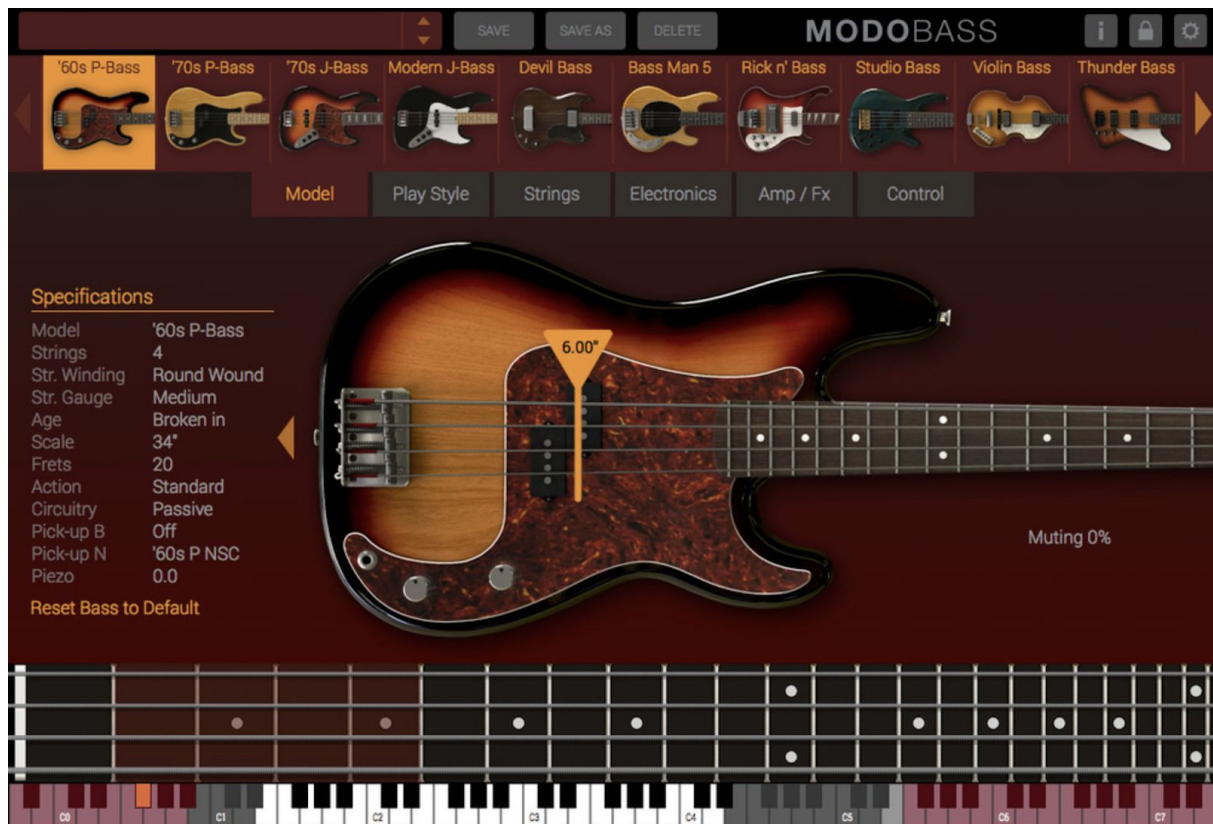 SAVE SAVE AS DELETE MODOBASS i
'60s P-Bass '70s P-Bass '70s J-Bass Modern J-Bass Devil Bass Bass Man 5 Rick n' Bass Studio Bass Violin Bass Thunder Bass
Model Play Style Strings Electronics Amp / Fx Control
Specifications
Model '60s P-Bass
Strings 4
Str. Winding Round Wound
Str. Gauge Medium
Age Broken in
Scale 34"
Frets 20
Action Standard
Circuitry Passive
Pick-up B Off
Pick-up N '60s P NSC
Piezo 0.0
Reset Bass to Default
6.00"
Muting 0%
C0 C1 C2 C3 C4 C5 C6 C7